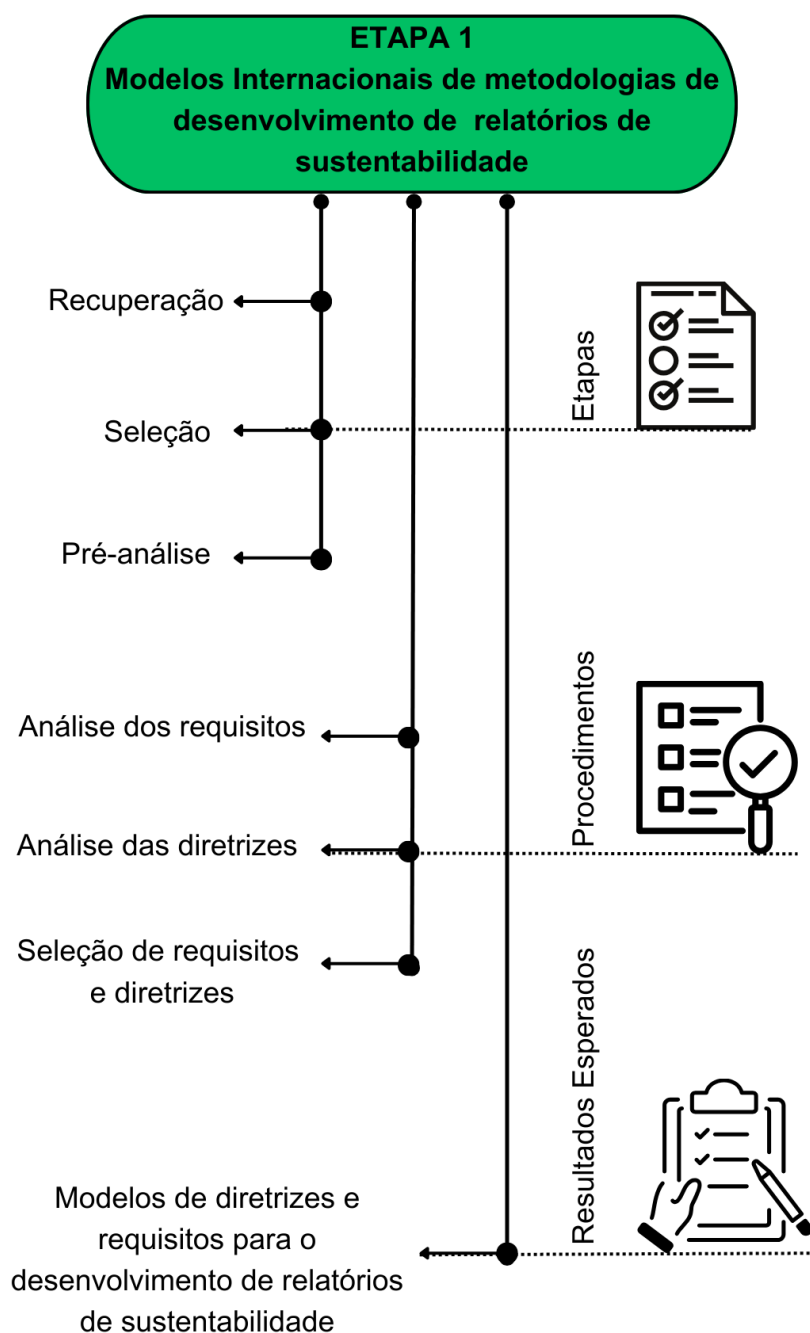 ETAPA 1
Modelos Internacionais de metodologias de
desenvolvimento de relatórios de
sustentabilidade
Recuperação
Etapas
Seleção
Pré-análise
Procedimentos
Análise dos requisitos
Análise das diretrizes
Seleção de requisitos
e diretrizes
Resultados Esperados
Modelos de diretrizes e
requisitos para o
desenvolvimento de relatórios
de sustentabilidade